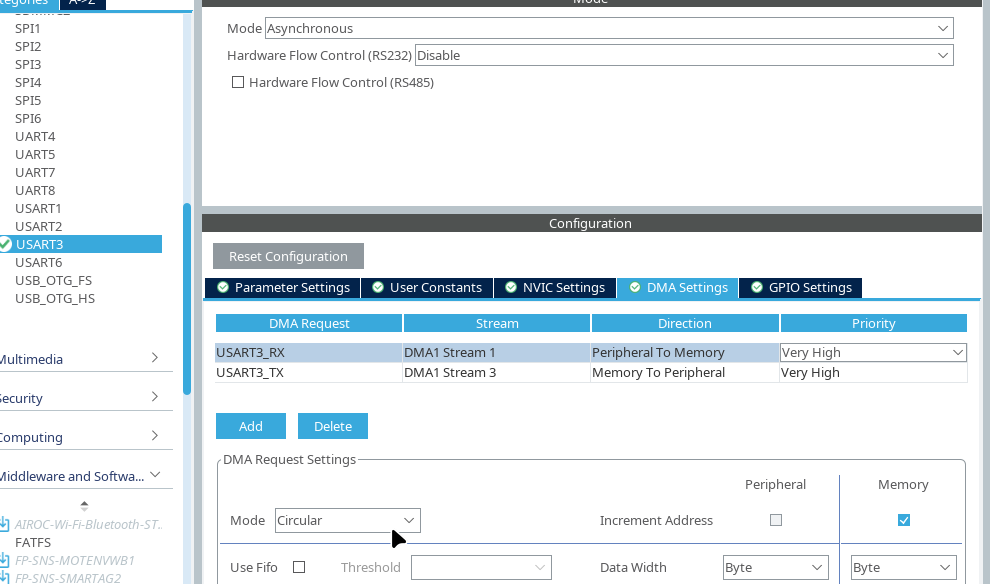 A->Z
SPI1
SPI2
SPI3
SPI4
SPI5
SPI6
UART4
UART5
UART7
UART8
USART1
USART2
USART3
USART6
USB_OTG_FS
USB_OTG_HS
Multimedia
Security
Computing
Middleware and Softwa...
AIROC-Wi-Fi-Bluetooth-ST..
FATFS
FP-SNS-MOTENVWB1
FP-SNS-SMARTAG2
Mode
Mode Asynchronous
Hardware Flow Control (RS232) Disable
Hardware Flow Control (RS485)
Configuration
Reset Configuration
Parameter Settings User Constants NVIC Settings DMA Settings GPIO Settings
DMA Request Stream Direction Priority
USART3_RX DMA1 Stream 1 Peripheral To Memory Very High
USART3_TX DMA1 Stream 3 Memory To Peripheral Very High
Add Delete
DMA Request Settings
Peripheral Memory
Mode Circular Increment Address
Use Fifo Threshold Data Width Byte Byte